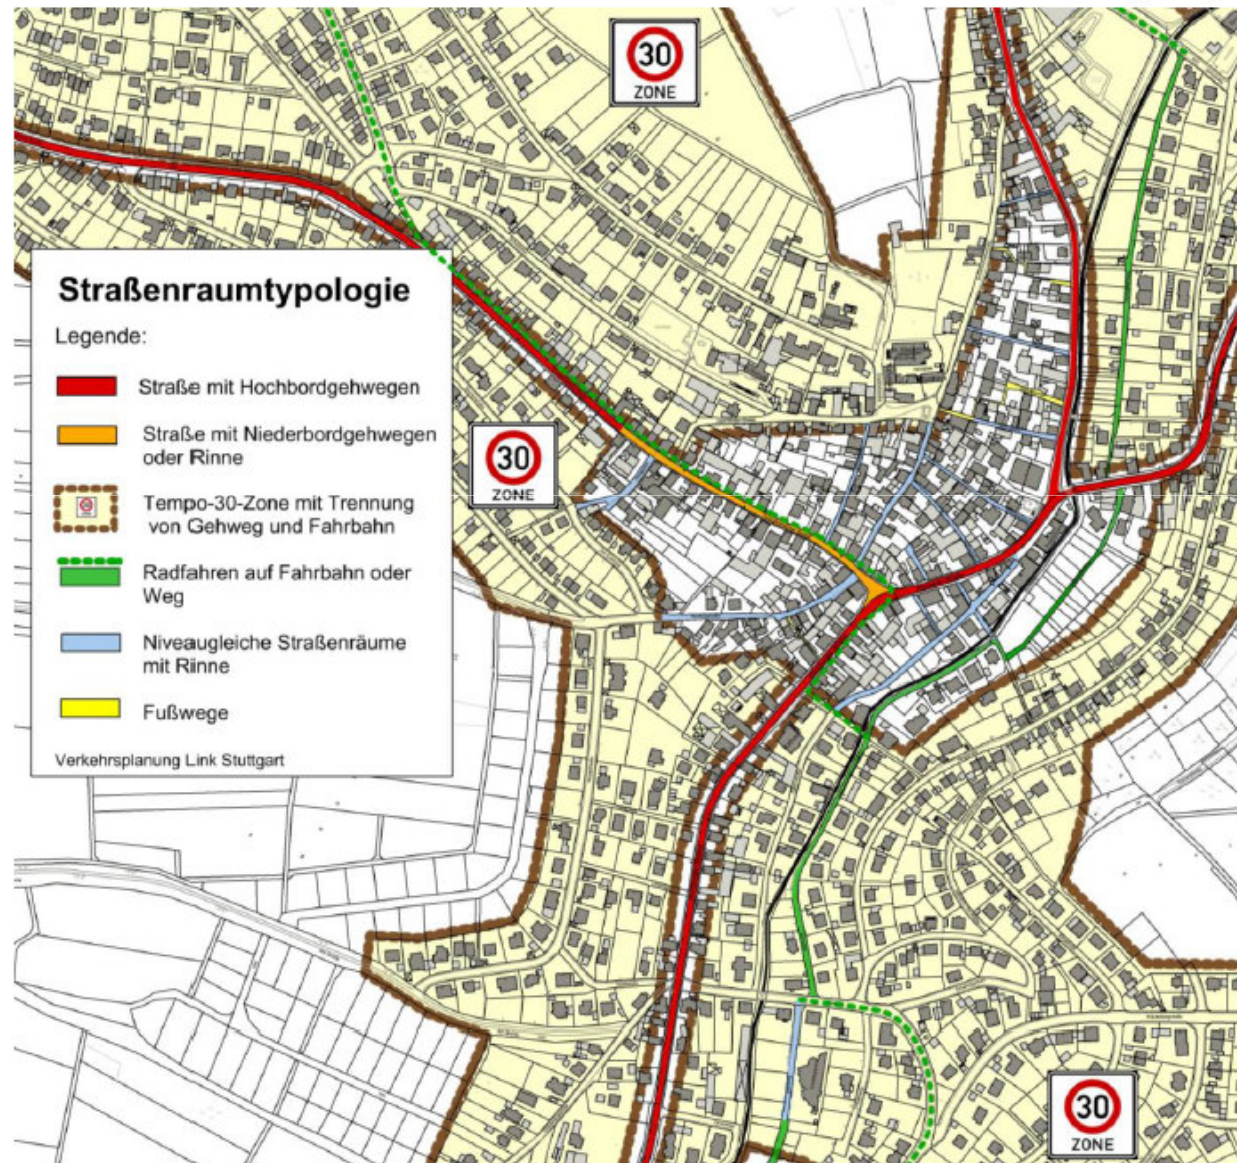 30
ZONE
Straßenraumtypologie
Legende:
Straße mit Hochbordgehwegen
Straße mit Niederbordgehwegen
oder Rinne
Tempo-30-Zone mit Trennung
von Gehweg und Fahrbahn
Radfahren auf Fahrbahn oder
Weg
Niveaugleiche Straßenräume
mit Rinne
Fußwege
Verkehrsplanung Link Stuttgart
30
ZONE
30
ZONE